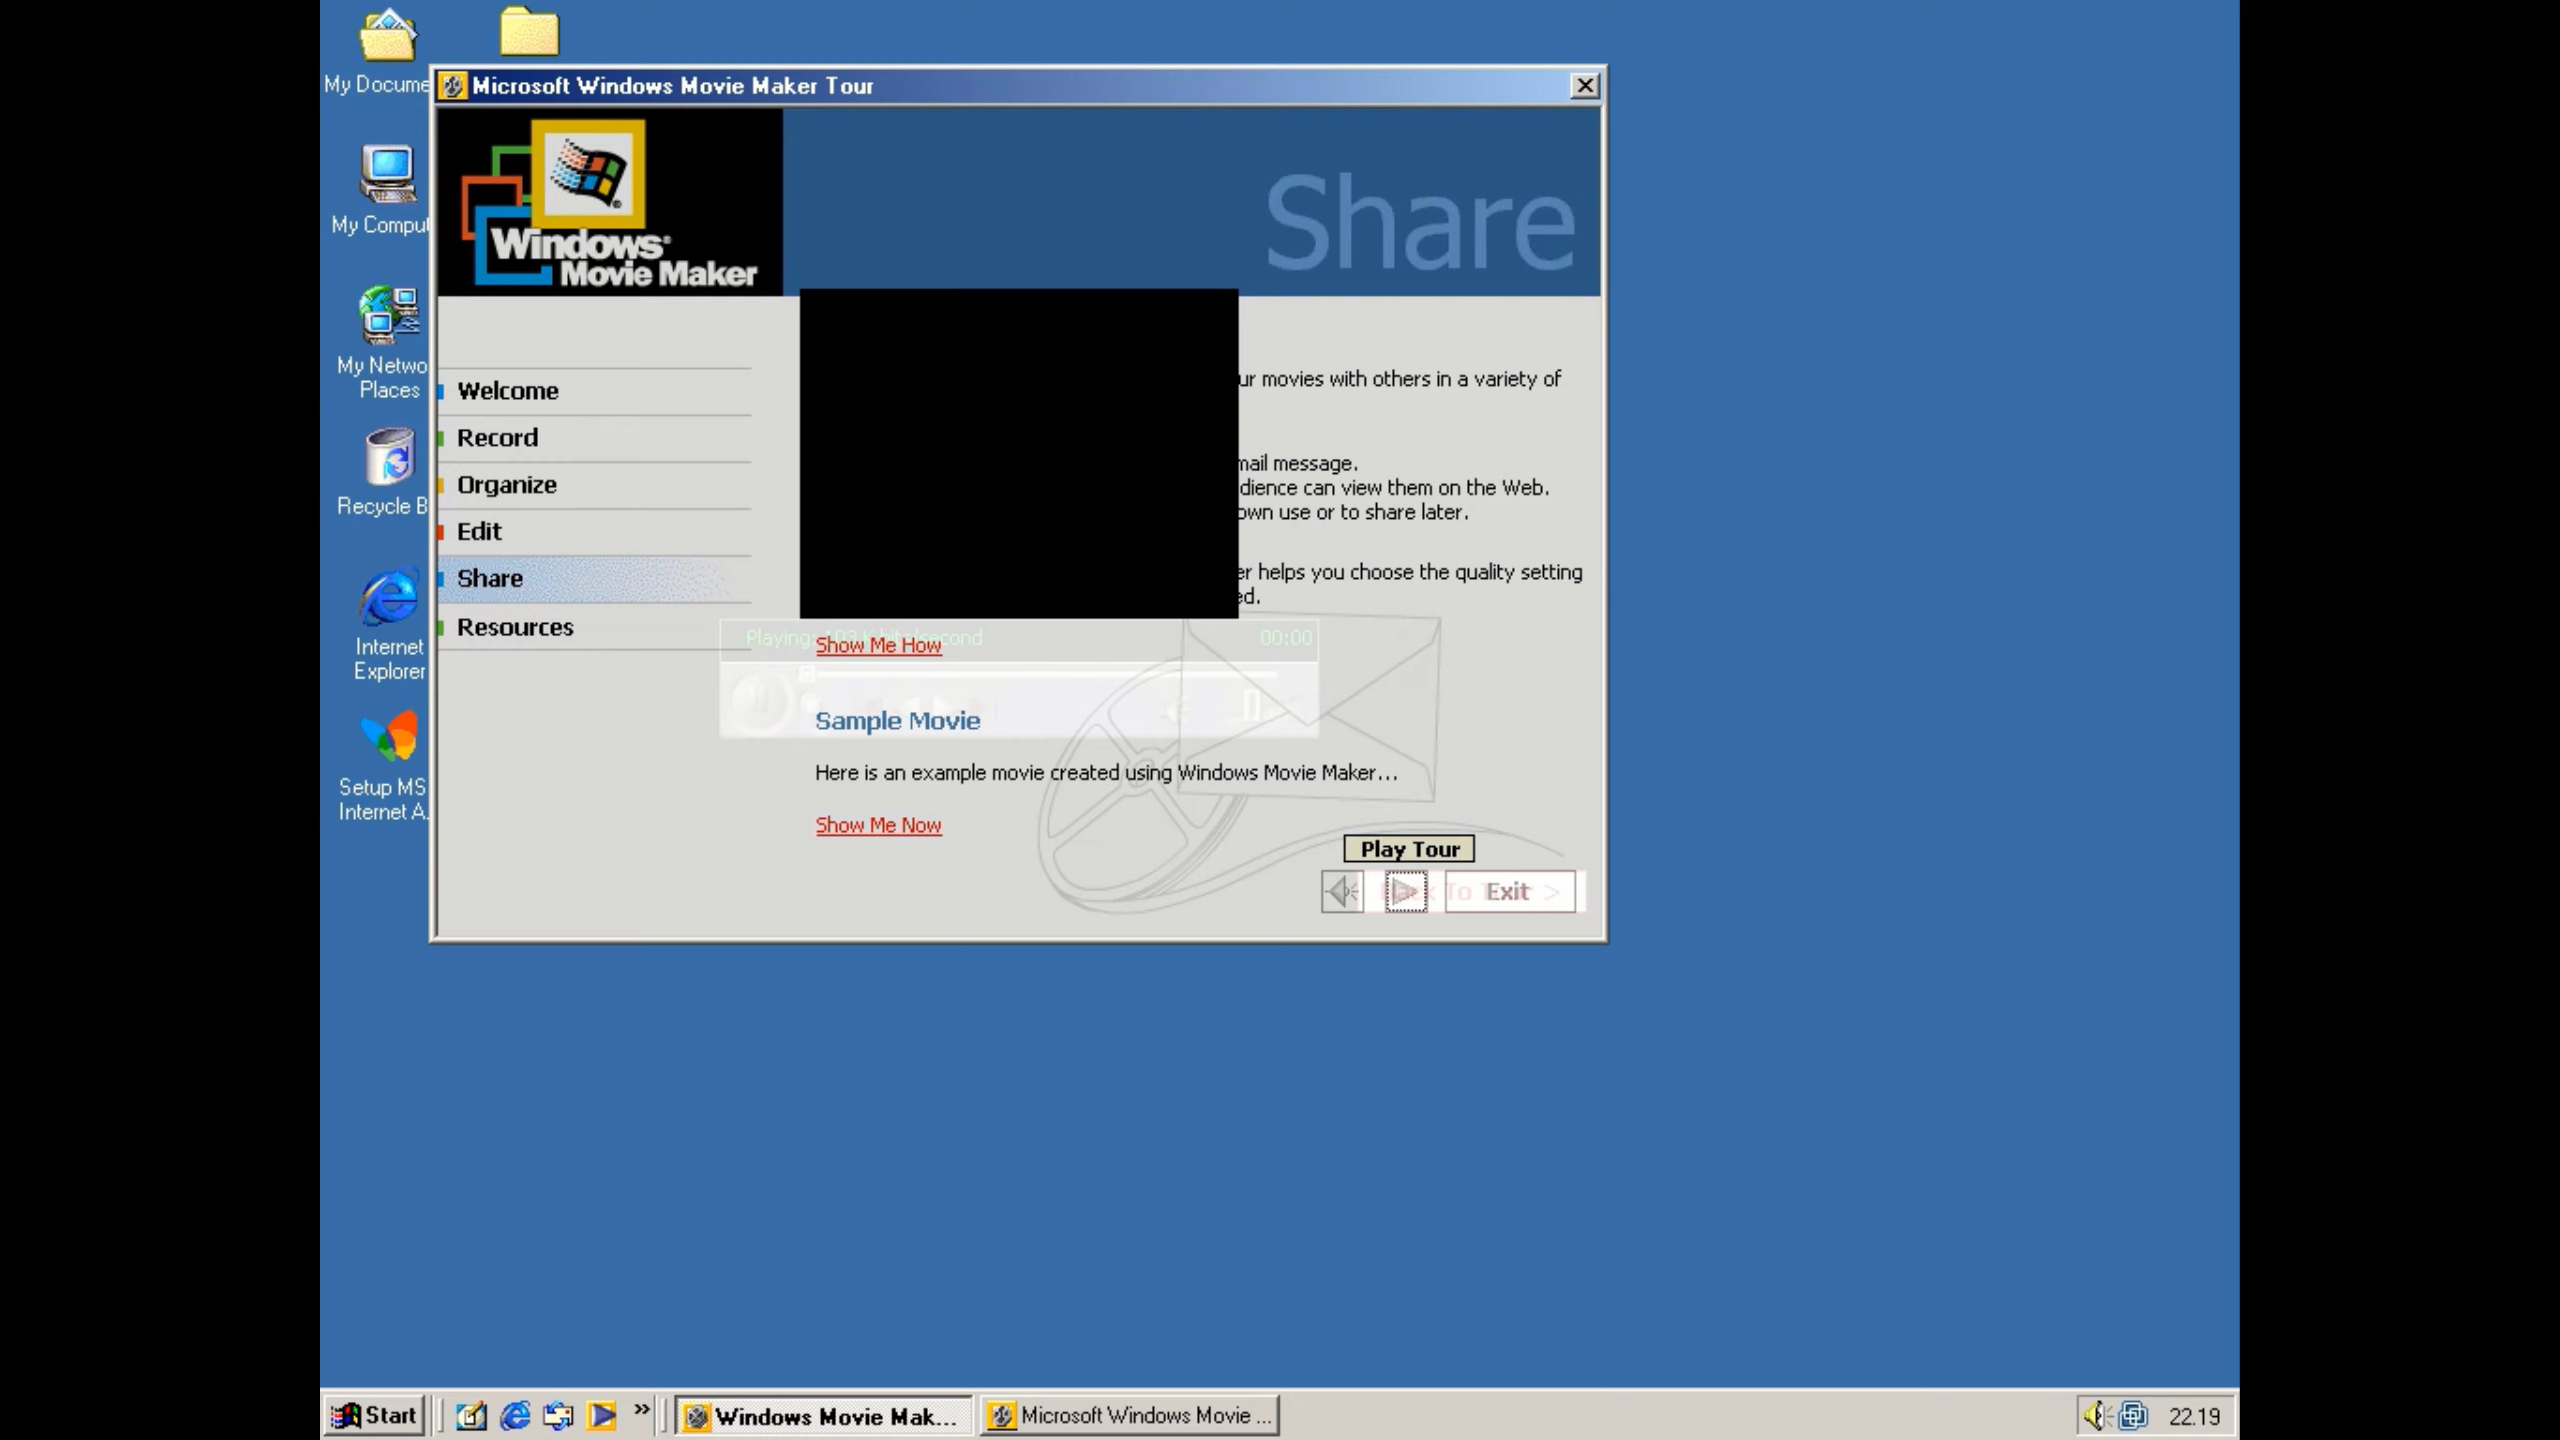 My Docume
Microsoft Windows Movie Maker Tour
Windows
Movie Maker
Share
My Comput
My Netwo
Places
Recycle B
Internet
Explorer
Setup MS
Internet A.
Welcome
Record
Organize
Edit
Share
Resources
ur movies with others in a variety of
mail message.
dience can view them on the Web.
own use or to share later.
er helps you choose the quality setting
ed.
Playing: 103 K bits/second 00:00
Show Me How
Sample Movie
Here is an example movie created using Windows Movie Maker...
Show Me Now
Play Tour
Exit >
Start
Windows Movie Mak...
Microsoft Windows Movie ...
22.19